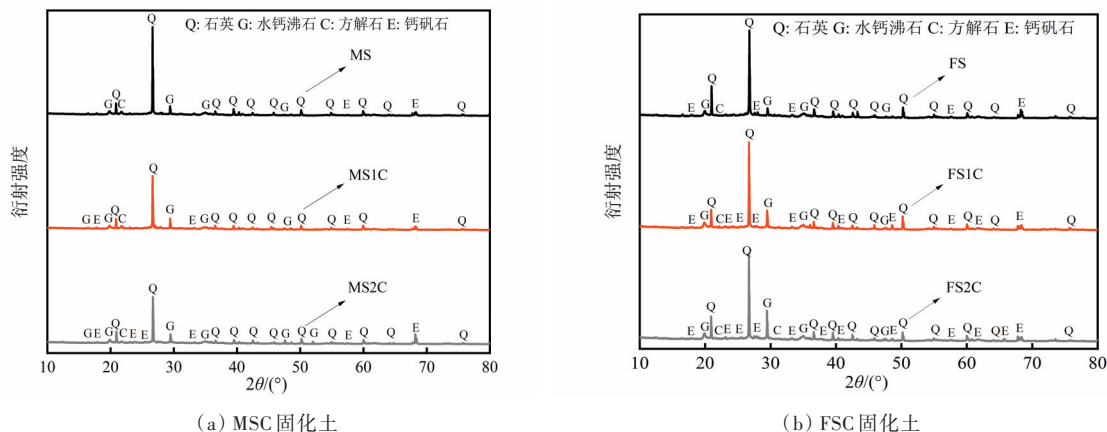 Q: 石英 G: 水钙沸石 C: 方解石 E: 钙矾石
MS
Q
Q
G C
G
G Q Q Q Q G Q Q E Q Q E Q
MS1C
Q
Q
G E G C
G
E G Q Q Q Q G Q Q E Q E Q
MS2C
Q
Q
G E G C E E
G
E G Q Q Q Q Q Q G Q E Q Q E Q
衍射强度
10 20 30 40 50 60 70 80
2θ/(°)
(a) MSC固化土
Q: 石英 G: 水钙沸石 C: 方解石 E: 钙矾石
FS
Q
Q
E G C
E G
E G Q Q Q Q G Q Q E Q Q E Q
FS1C
Q
Q
E G C E E
E G
E G Q Q E Q Q G E Q Q E Q E Q E Q
FS2C
Q
Q
E G C E E
E G
C E G Q E Q E Q Q G E Q Q E Q E Q E E Q
衍射强度
10 20 30 40 50 60 70 80
2θ/(°)
(b) FSC固化土